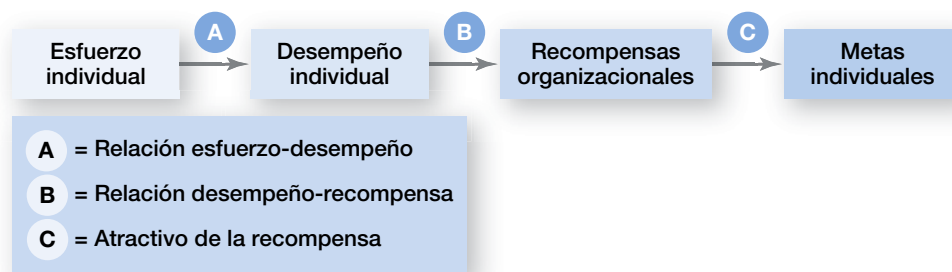 A
B
C
Esfuerzo
individual
Desempeño
individual
Recompensas
organizacionales
Metas
individuales
A = Relación esfuerzo-desempeño
B = Relación desempeño-recompensa
C = Atractivo de la recompensa